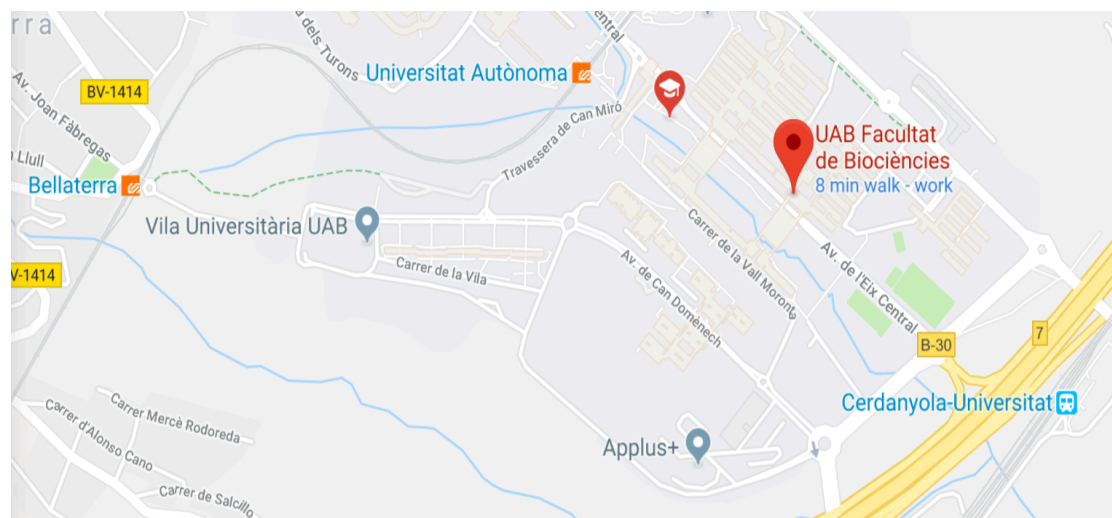 rra
dels Turons
Central
Universitat Autònoma
BV-1414
Av. Joan Fàbregas
Travessera de Can Miró
UAB Facultat
de Biociències
8 min walk - work
Llull
Bellaterra
Vila Universitària UAB
Carrer de la Vila
Carrer de la Vall Moronta
Av. de Can Domènech
Av. de l'Eix Central
V-1414
B-30
7
Cerdanyola-Universitat
Carrer Mercè Rodoreda
Carrer d'Alonso Cano
Carrer de Salcillo
Applus+